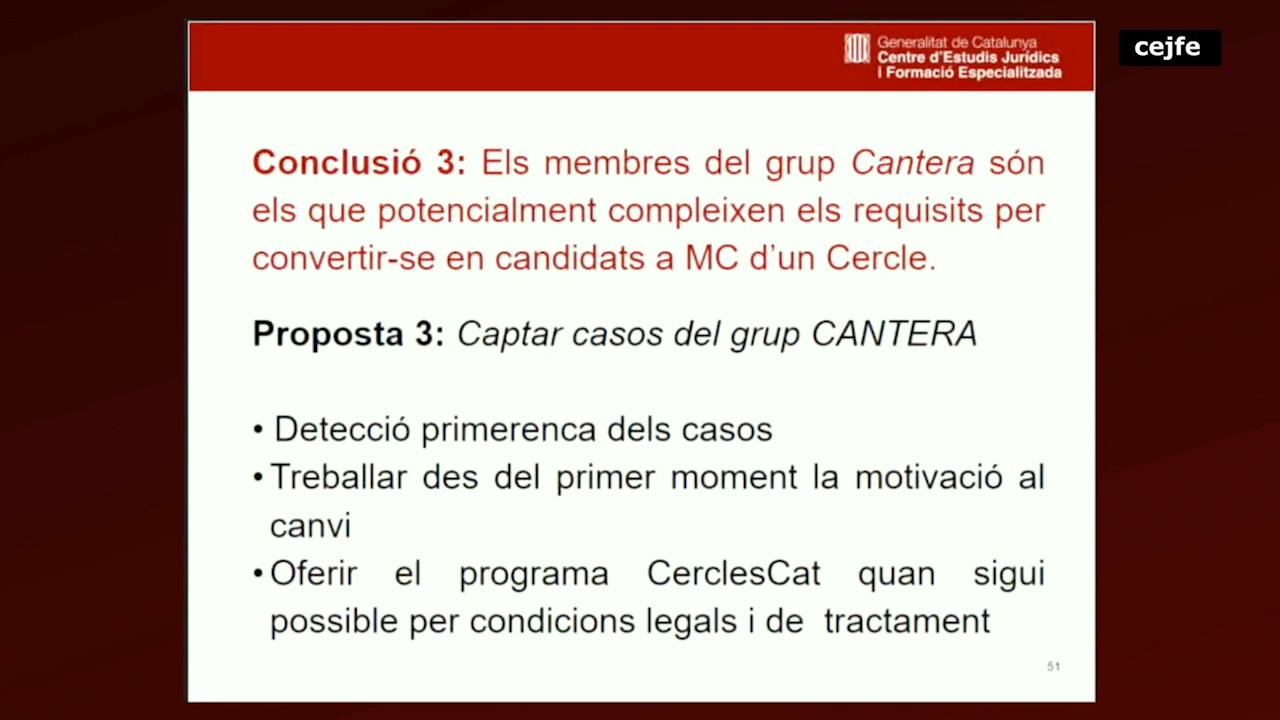 Generalitat de Catalunya
Centre d'Estudis Jurídics
i Formació Especialitzada
cejfe
Conclusió 3: Els membres del grup Cantera són
els que potencialment compleixen els requisits per
convertir-se en candidats a MC d'un Cercle.
Proposta 3: Captar casos del grup CANTERA
• Detecció primerenca dels casos
• Treballar des del primer moment la motivació al
canvi
• Oferir el programa CerclesCat quan sigui
possible per condicions legals i de tractament
51